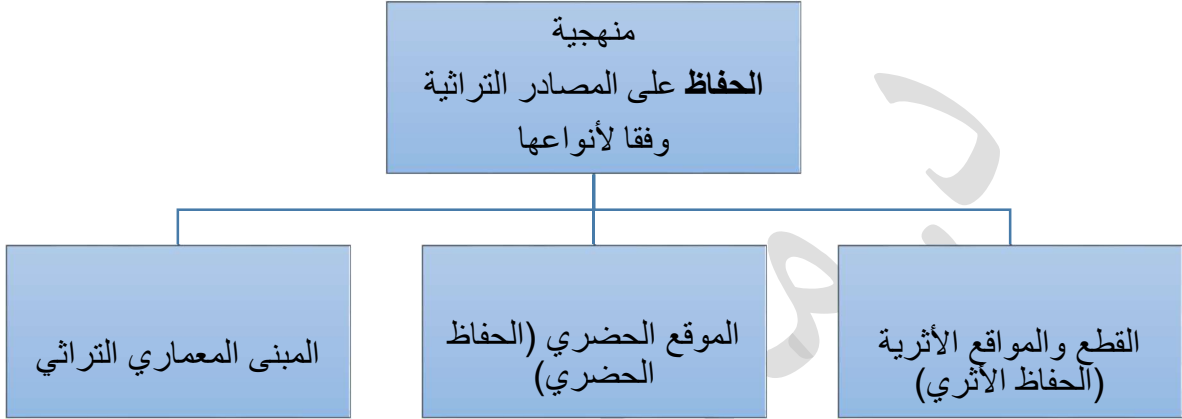 منهجية
الحفاظ على المصادر التراثية
وفقا لأنواعها
القطع والمواقع الأثرية
(الحفاظ الأثري)
الموقع الحضري (الحفاظ
الحضري)
المبنى المعماري التراثي